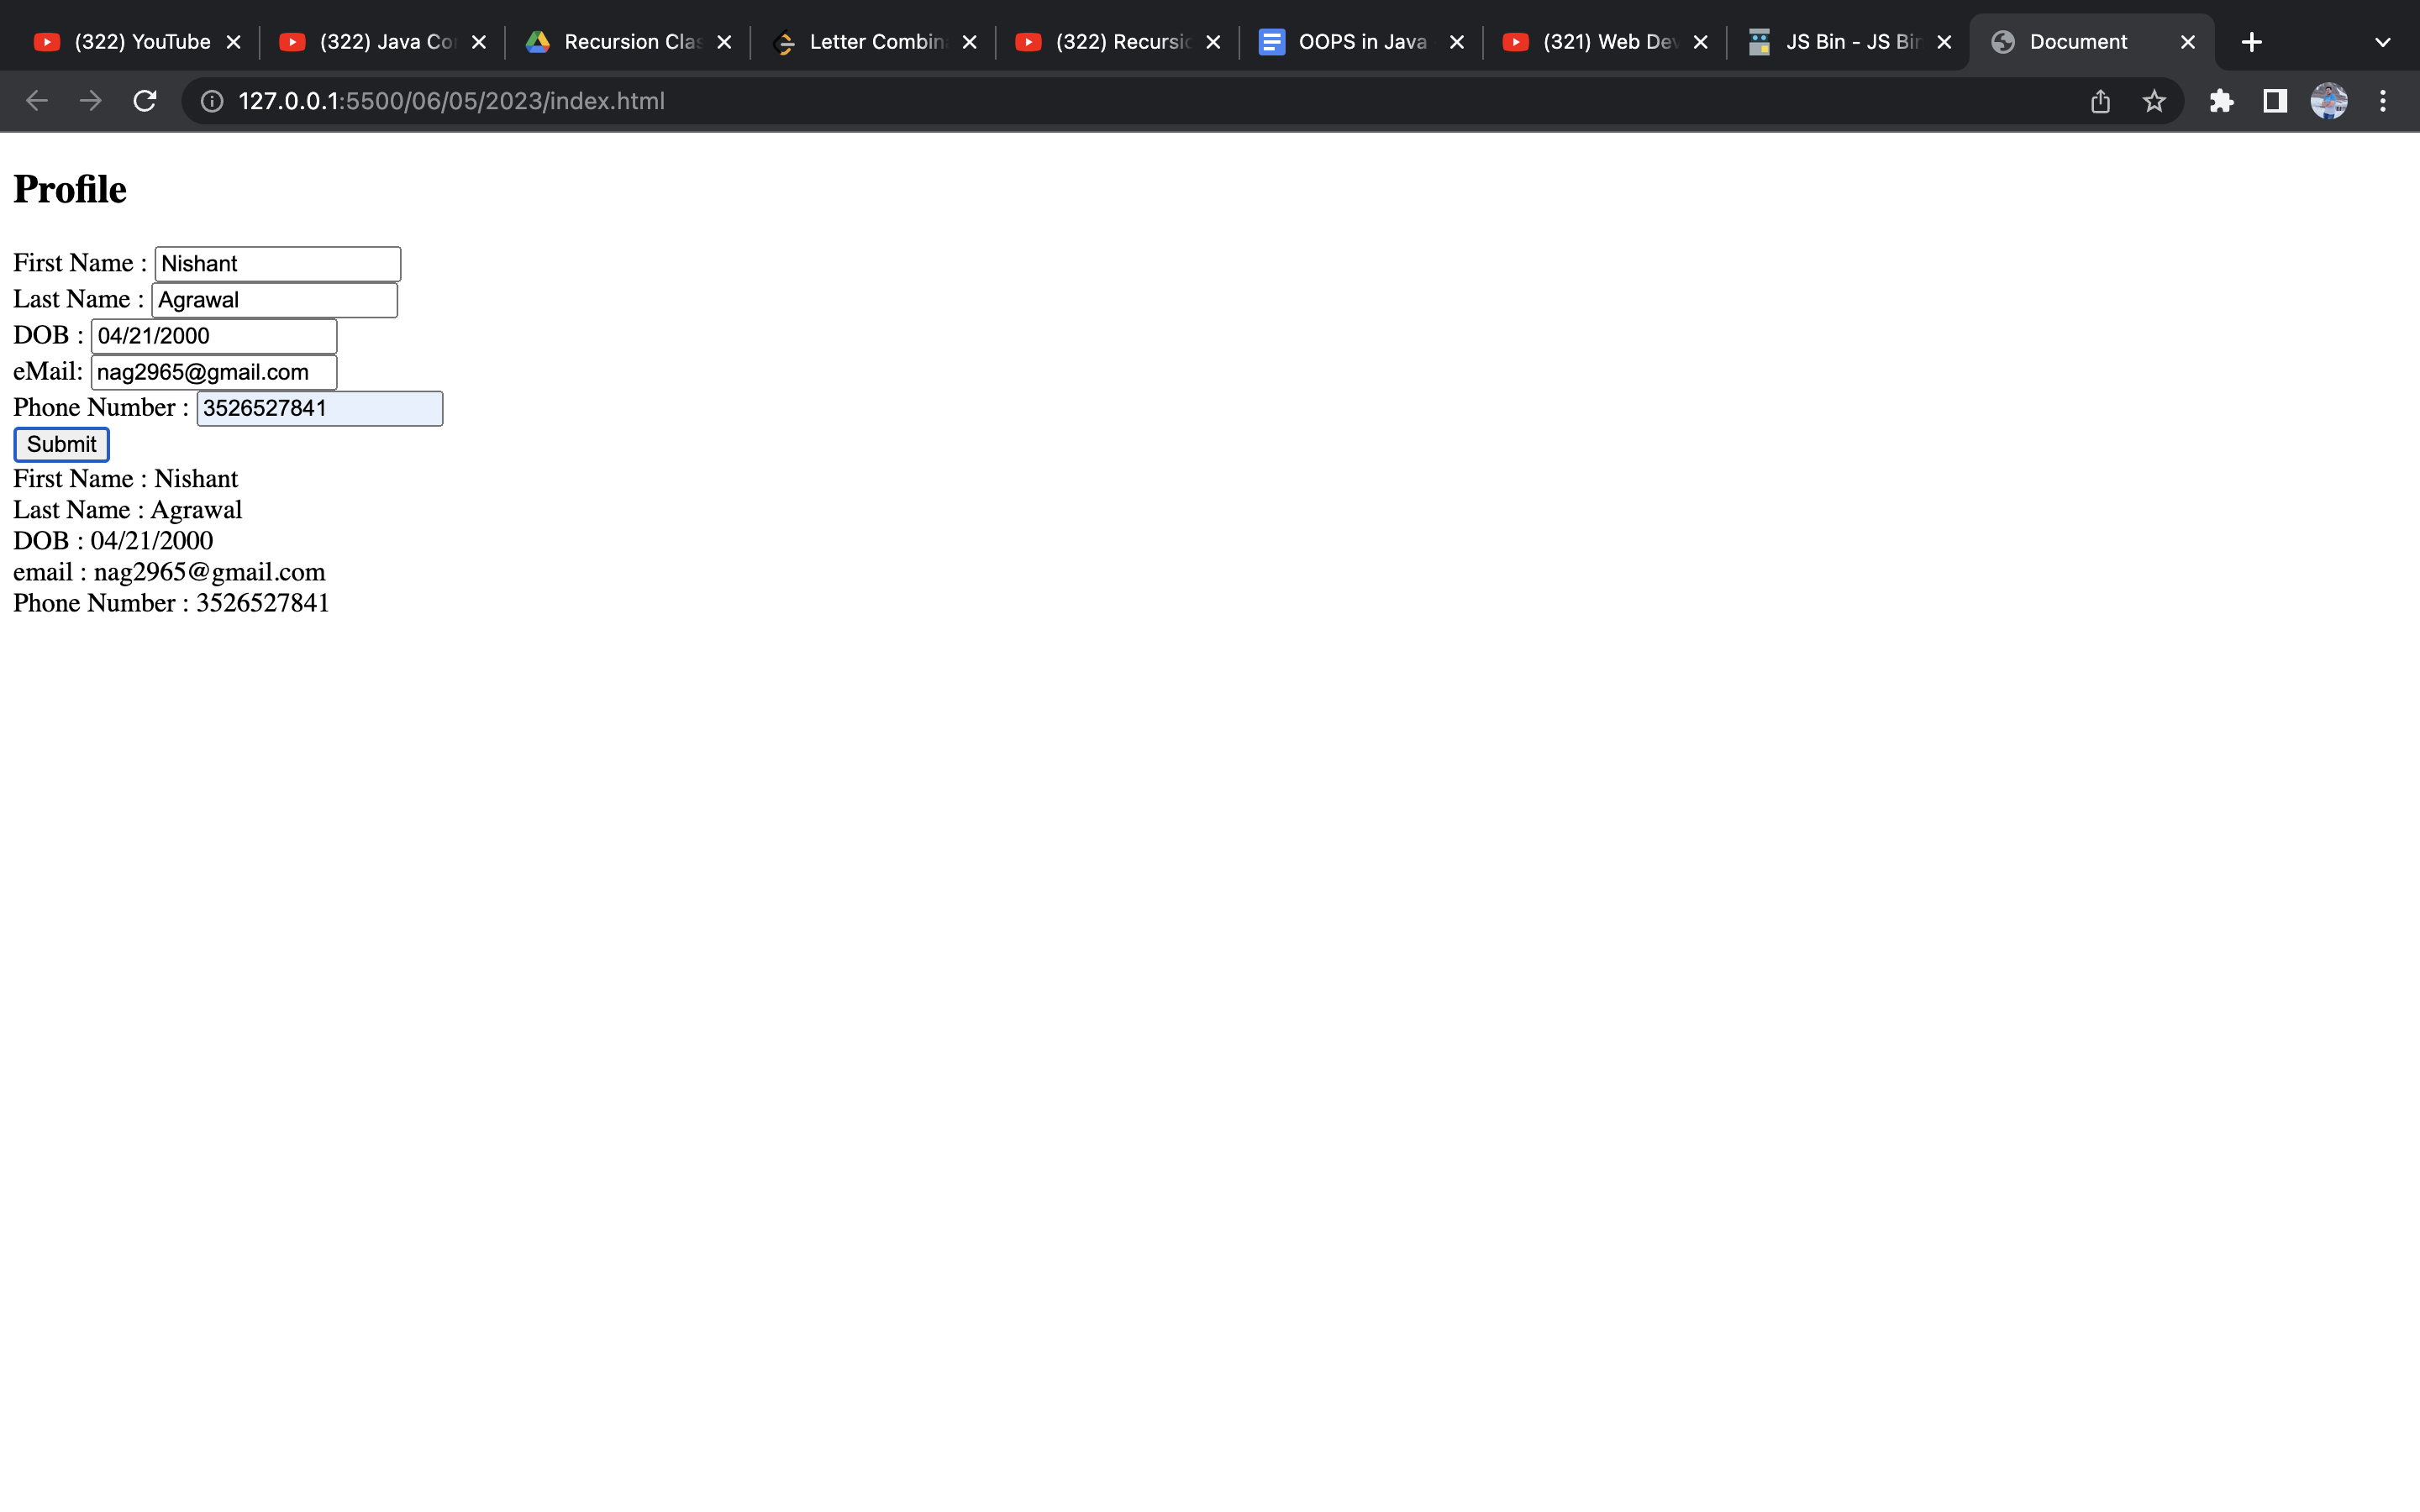 (322) YouTube
(322) Java Co
Recursion Clas
Letter Combin
(322) Recursio
OOPS in Java
(321) Web Dev
JS Bin - JS Bin
Document
127.0.0.1:5500/06/05/2023/index.html
Profile
First Name : Nishant
Last Name : Agrawal
DOB : 04/21/2000
eMail: nag2965@gmail.com
Phone Number : 3526527841
Submit
First Name : Nishant
Last Name : Agrawal
DOB : 04/21/2000
email : nag2965@gmail.com
Phone Number : 3526527841